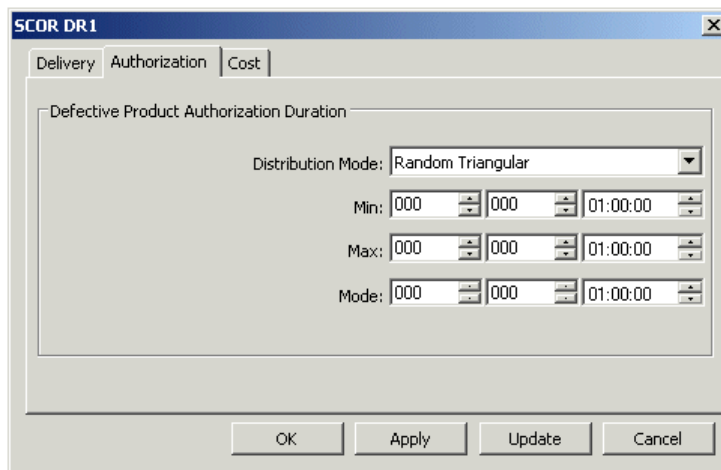 SCOR DR1
Delivery Authorization Cost
Defective Product Authorization Duration
Distribution Mode: Random Triangular
Min: 000 000 01:00:00
Max: 000 000 01:00:00
Mode: 000 000 01:00:00
OK Apply Update Cancel